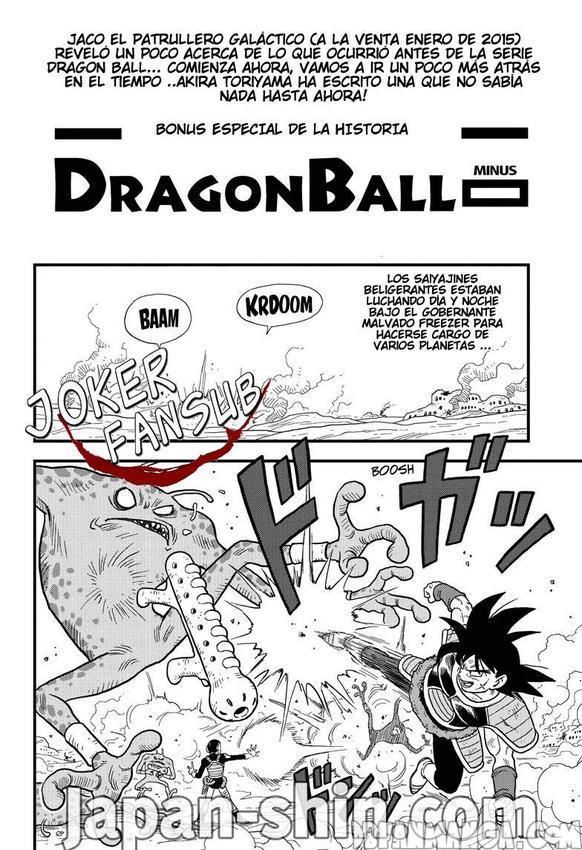 JACO EL PATRULLERO GALÁCTICO (A LA VENTA ENERO DE 2015)
REVELÓ UN POCO ACERCA DE LO QUE OCURRIÓ ANTES DE LA SERIE
DRAGON BALL... COMIENZA AHORA, VAMOS A IR UN POCO MÁS ATRÁS
EN EL TIEMPO ..AKIRA TORIYAMA HA ESCRITO UNA QUE NO SABÍA
NADA HASTA AHORA!
BONUS ESPECIAL DE LA HISTORIA
DRAGONBALL
MINUS
BAAM
KRDOOM
LOS SAIYAJINES
BELIGERANTES ESTABAN
LUCHANDO DÍA Y NOCHE
BAJO EL GOBERNANTE
MALVADO FREEZER PARA
HACERSE CARGO DE
VARIOS PLANETAS ...
JOKER
FANSUB
BOOSH
ドドドド
ガッ
Japan-shin.com